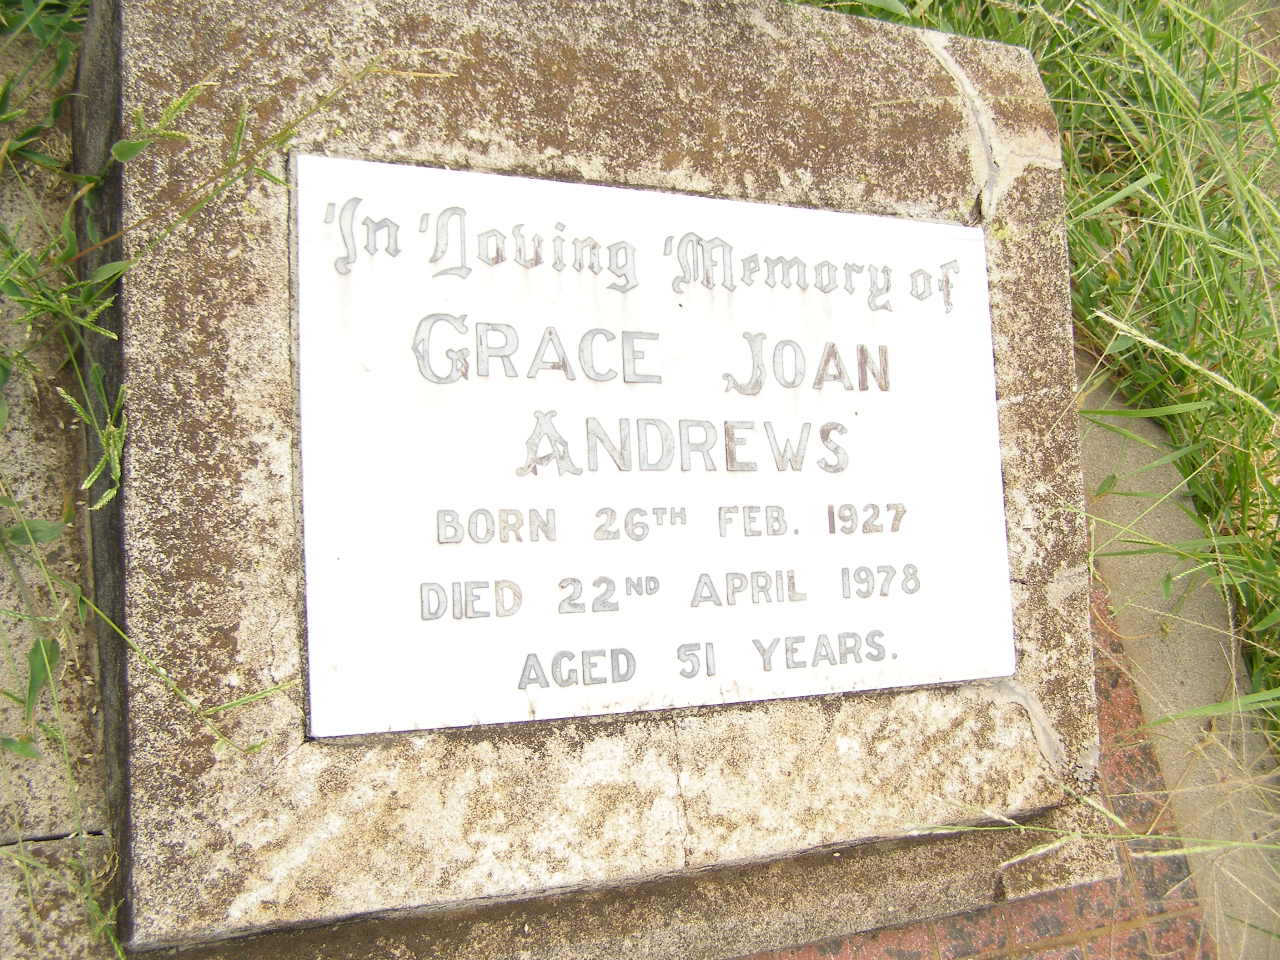 In Loving Memory of
GRACE JOAN
ANDREWS
BORN 26TH FEB. 1927
DIED 22ND APRIL 1978
AGED 51 YEARS.